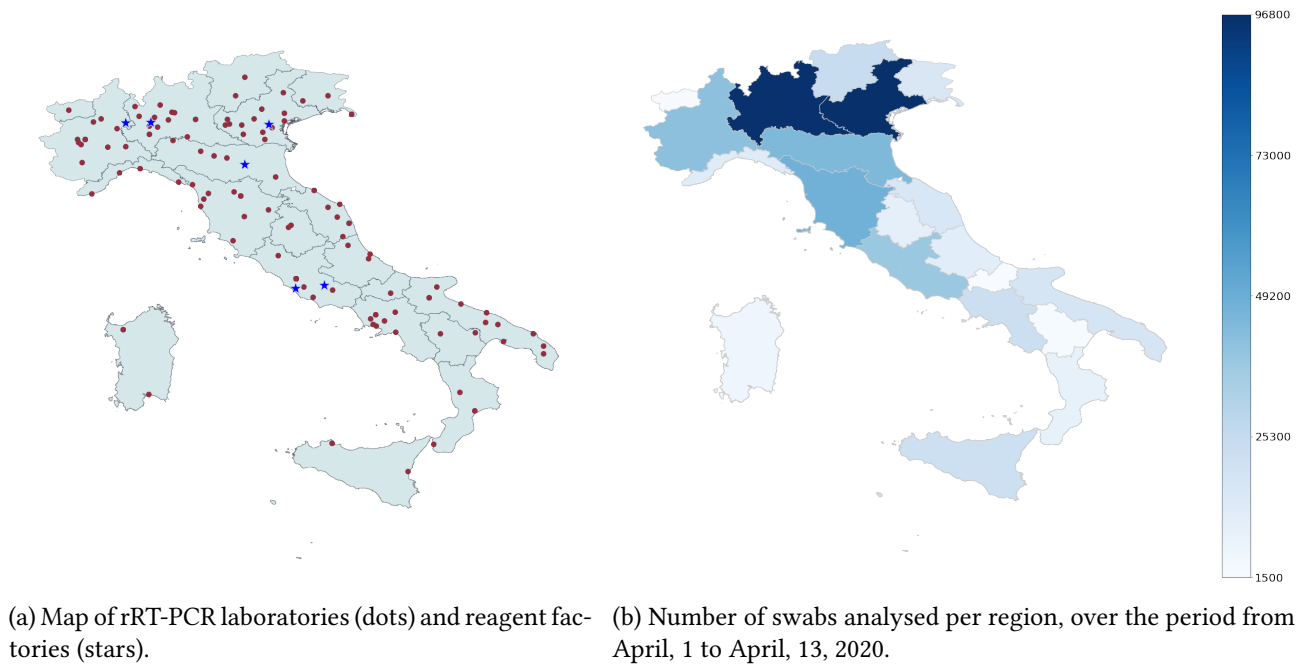 96800
73000
49200
25300
1500
(a) Map of rRT-PCR laboratories (dots) and reagent fac-
tories (stars).
(b) Number of swabs analysed per region, over the period from
April, 1 to April, 13, 2020.